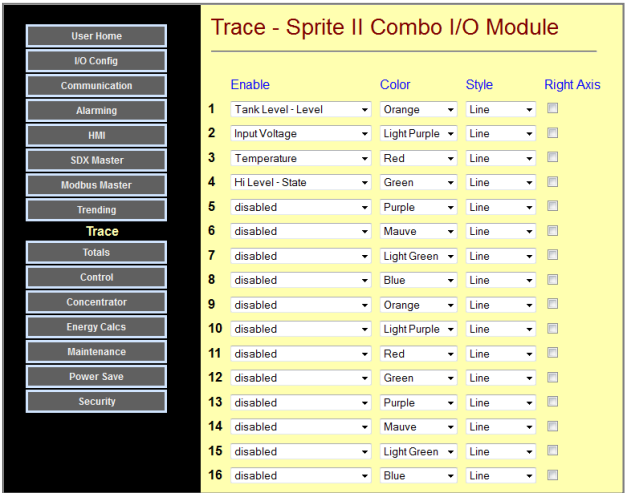 Trace - Sprite II Combo I/O Module
User Home
I/O Config
Communication
Alarming
HMI
SDX Master
Modbus Master
Trending
Trace
Totals
Control
Concentrator
Energy Calcs
Maintenance
Power Save
Security
Enable Color Style Right Axis
1 Tank Level - Level Orange Line
2 Input Voltage Light Purple Line
3 Temperature Red Line
4 Hi Level - State Green Line
5 disabled Purple Line
6 disabled Mauve Line
7 disabled Light Green Line
8 disabled Blue Line
9 disabled Orange Line
10 disabled Light Purple Line
11 disabled Red Line
12 disabled Green Line
13 disabled Purple Line
14 disabled Mauve Line
15 disabled Light Green Line
16 disabled Blue Line